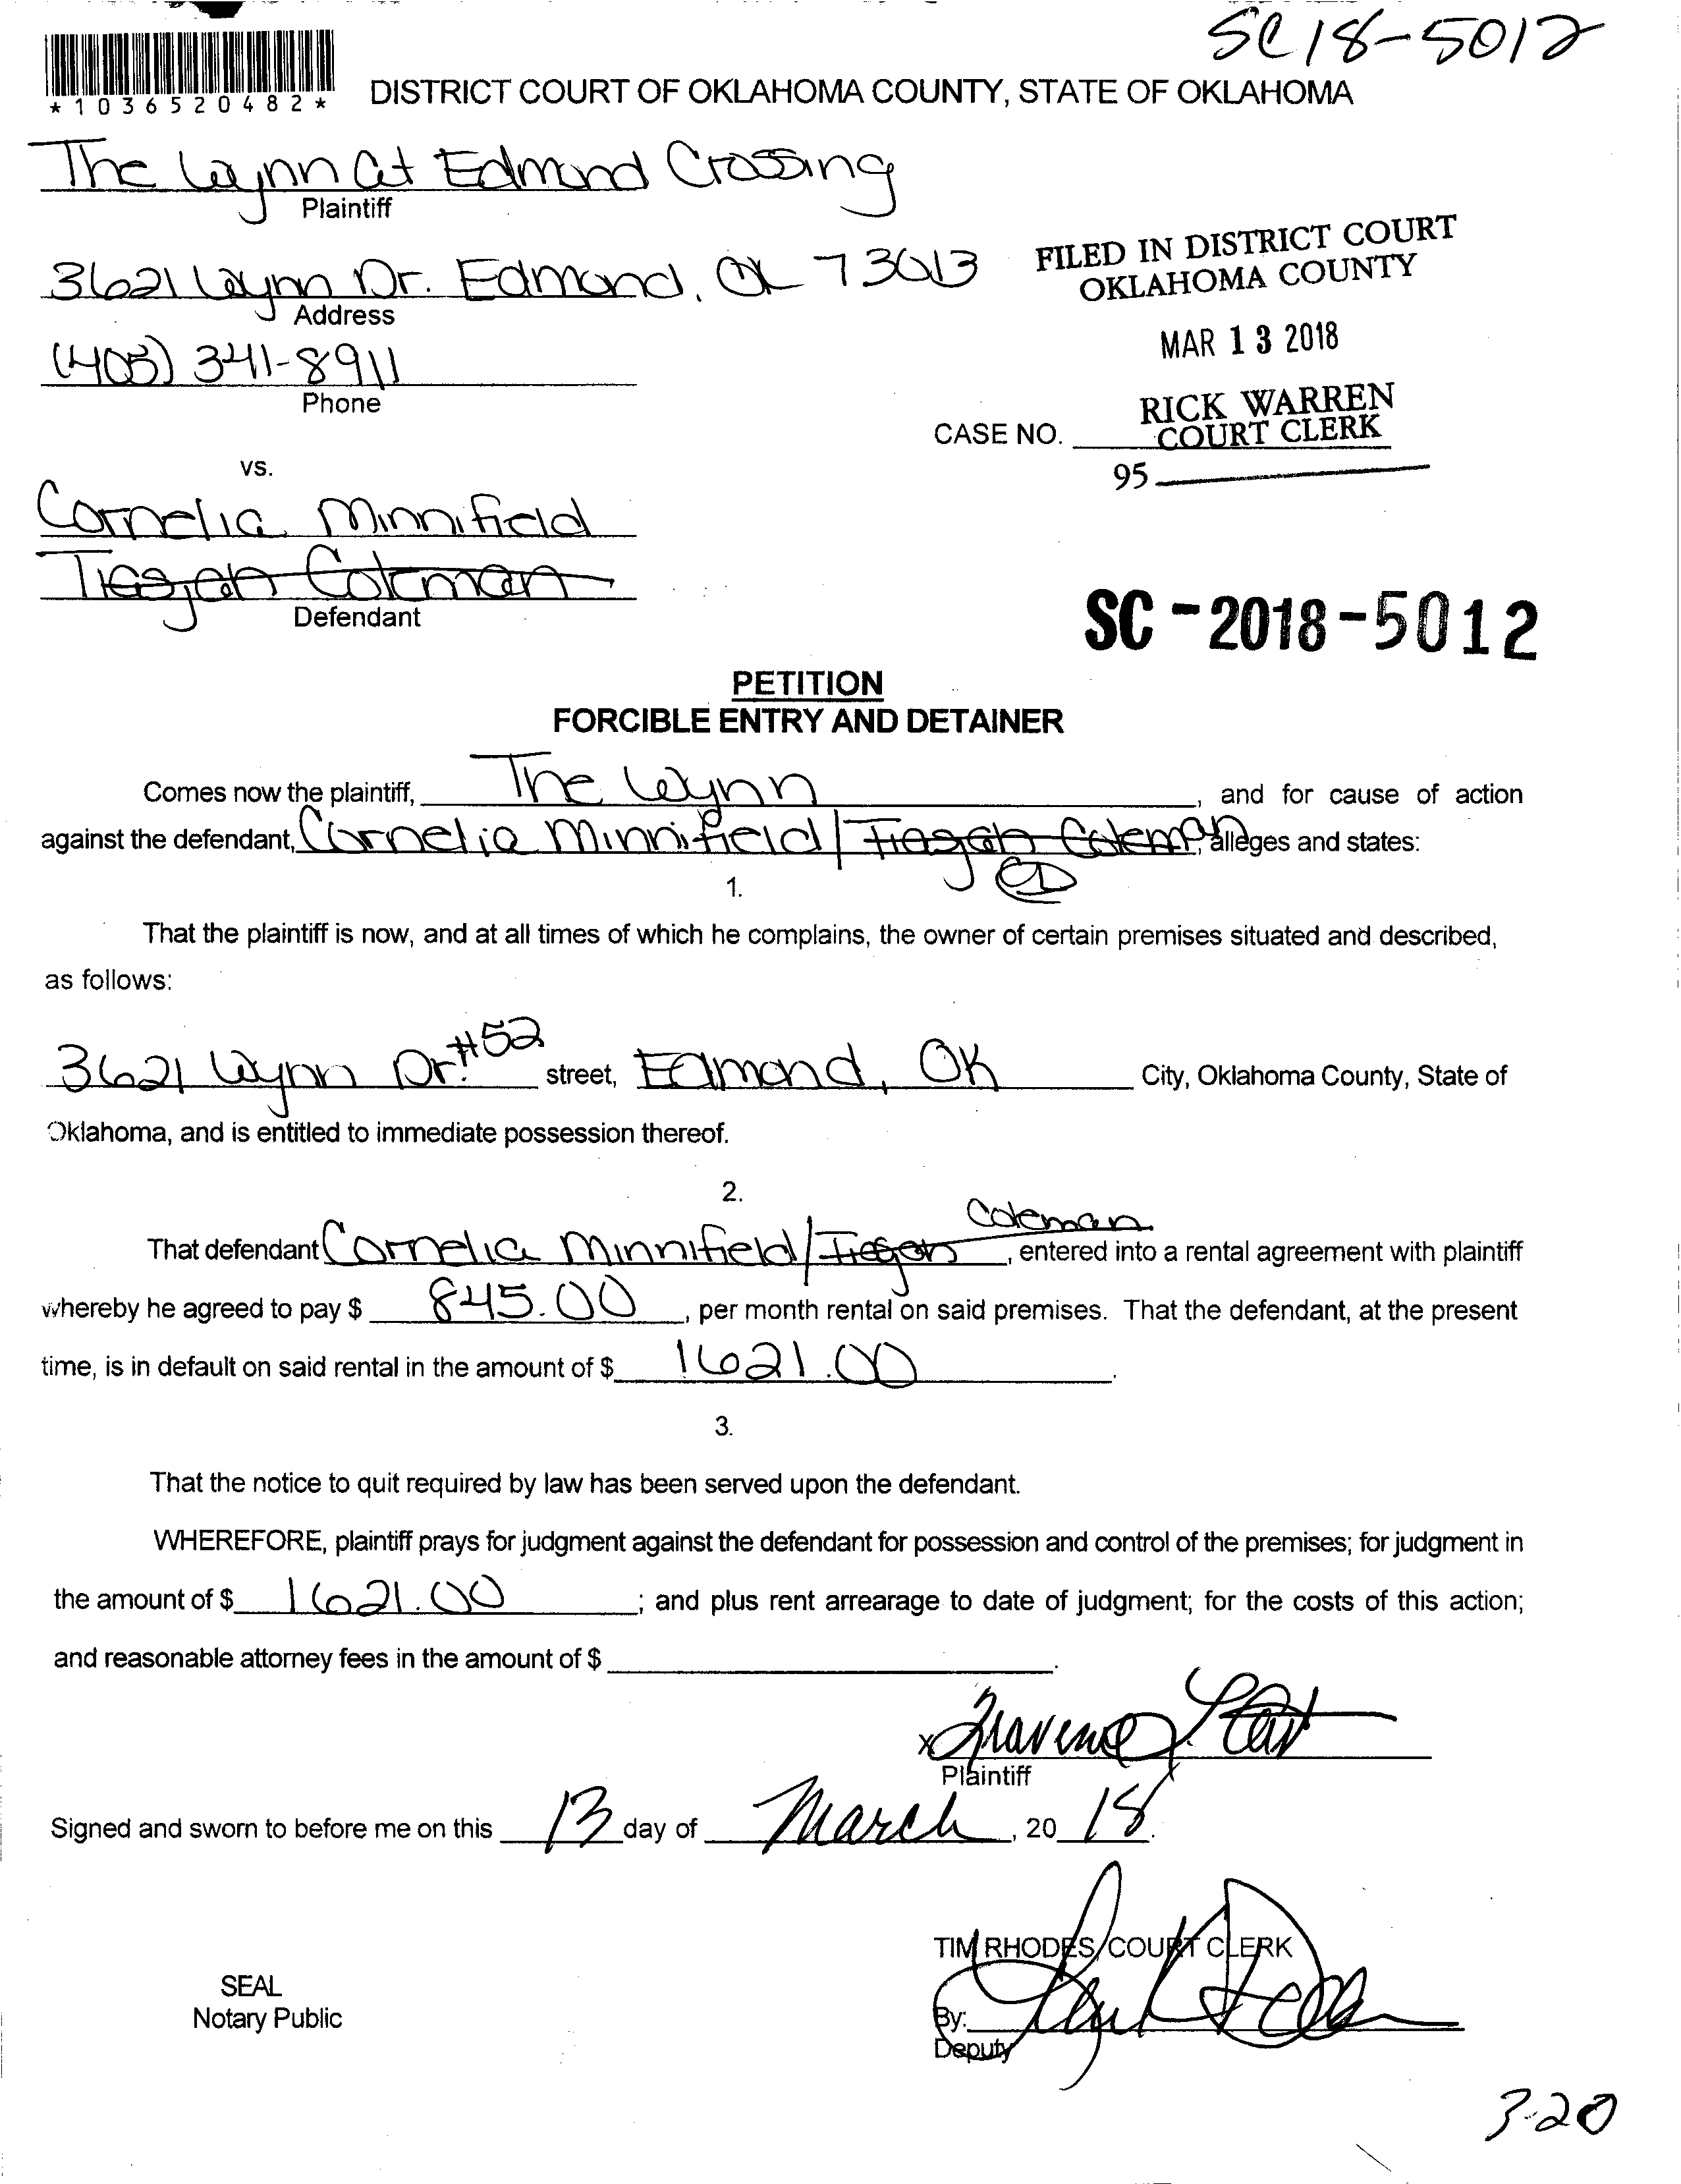 SC18-5012
*1036520482*
DISTRICT COURT OF OKLAHOMA COUNTY, STATE OF OKLAHOMA
The Wynn at Edmond Crossing
Plaintiff
3621 Wynn Dr. Edmond, OK 73013
Address
FILED IN DISTRICT COURT
OKLAHOMA COUNTY
MAR 13 2018
(405) 341-8911
Phone
RICK WARREN
COURT CLERK
CASE NO.
95
vs.
Cornelia Minnifield
Tieajah Coleman
Defendant
SC-2018-5012
PETITION
FORCIBLE ENTRY AND DETAINER
Comes now the plaintiff, The Wynn, and for cause of action
against the defendant, Cornelia Minnifield/ Coleman, alleges and states:
1.
That the plaintiff is now, and at all times of which he complains, the owner of certain premises situated and described,
as follows:
3621 Wynn Dr. #52 street, Edmond, OK City, Oklahoma County, State of
Oklahoma, and is entitled to immediate possession thereof.
2.
That defendant Cornelia Minnifield/ Coleman, entered into a rental agreement with plaintiff
whereby he agreed to pay $ 845.00, per month rental on said premises. That the defendant, at the present
time, is in default on said rental in the amount of $ 1621.00.
3.
That the notice to quit required by law has been served upon the defendant.
WHEREFORE, plaintiff prays for judgment against the defendant for possession and control of the premises; for judgment in
the amount of $ 1621.00; and plus rent arrearage to date of judgment; for the costs of this action;
and reasonable attorney fees in the amount of $ .
x
Plaintiff
Signed and sworn to before me on this 13 day of March, 20 18.
TIM RHODES, COURT CLERK
SEAL
Notary Public
By:
Deputy
3-20